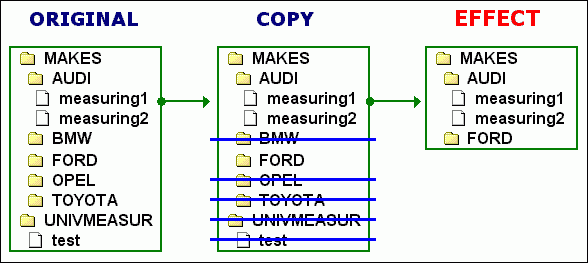 ORIGINAL
MAKES
AUDI
measuring1
measuring2
BMW
FORD
OPEL
TOYOTA
UNIVMEASUR
test
COPY
MAKES
AUDI
measuring1
measuring2
BMW
FORD
OPEL
TOYOTA
UNIVMEASUR
test
EFFECT
MAKES
AUDI
measuring1
measuring2
FORD